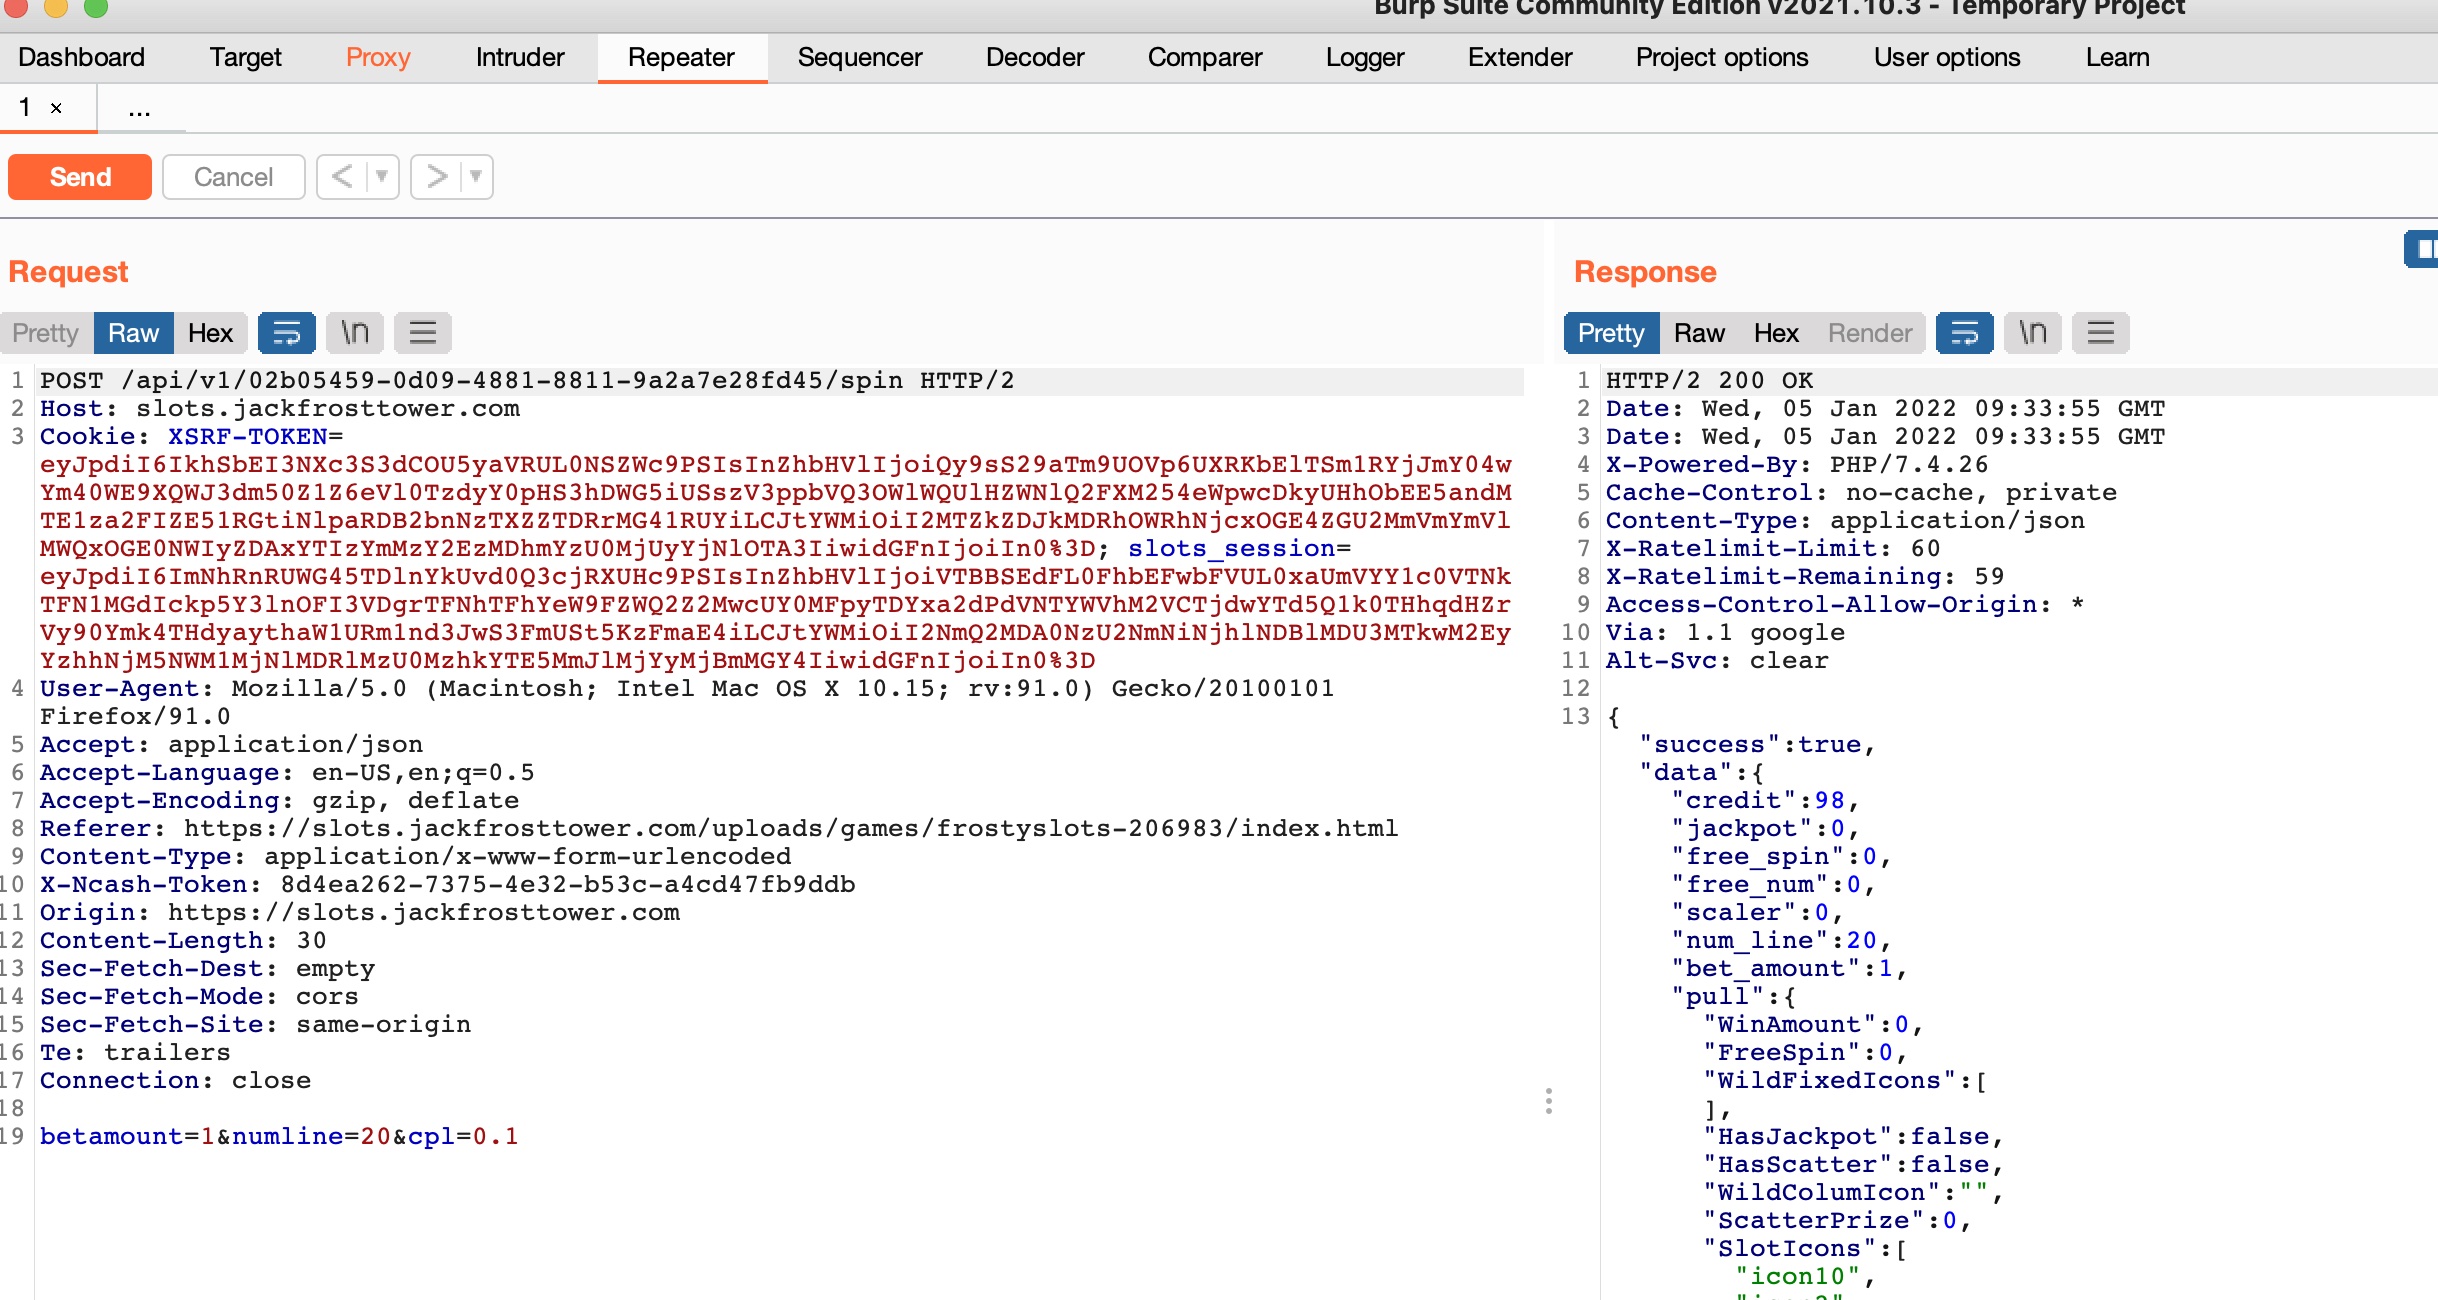 Burp Suite Community Edition v2021.10.3 - Temporary Project
Dashboard Target Proxy Intruder Repeater Sequencer Decoder Comparer Logger Extender Project options User options Learn
1 × ...
Send Cancel < >
Request
Pretty Raw Hex \n
1 POST /api/v1/02b05459-0d09-4881-8811-9a2a7e28fd45/spin HTTP/2
2 Host: slots.jackfrosttower.com
3 Cookie: XSRF-TOKEN=
eyJpdiI6IkhSbEI3NXc3S3dCOU5yaVRUL0NSZWc9PSIsInZhbHVlIjoiQy9sS29aTm9UOVp6UXRKbElTSm1RYjJmY04w
Ym40WE9XQWJ3dm50Z1Z6eVl0TzdyY0pHS3hDWG5iUSszV3ppbVQ3OWlWQUlHZWNlQ2FXM254eWpwcDkyUHhObEE5andM
TE1za2FIZE51RGtiNlpaRDB2bnNzTXZZTDRrMG41RUYiLCJtYWMiOiI2MTZkZDJkMDRhOWRhNjcxOGE4ZGU2MmVmYmVl
MWQxOGE0NWIyZDAxYTIzYmMzY2EzMDhmYzU0MjUyYjNlOTA3IiwidGFnIjoiIn0%3D; slots_session=
eyJpdiI6ImNhRnRUWG45TDlnYkUvd0Q3cjRXUHc9PSIsInZhbHVlIjoiVTBBSEdFL0FhbEFwbFVUL0xaUmVYY1c0VTNk
TFN1MGdIckp5Y3lnOFI3VDgrTFNhTFhYeW9FZWQ2Z2MwcUY0MFpyTDYxa2dPdVNTYWVhM2VCTjdwYTd5Q1k0THhqdHZr
Vy90Ymk4THdyaythaW1URm1nd3JwS3FmUSt5KzFmaE4iLCJtYWMiOiI2NmQ2MDA0NzU2NmNiNjhlNDBlMDU3MTkwM2Ey
YzhhNjM5NWM1MjNlMDRlMzU0MzhkYTE5MmJlMjYyMjBmMGY4IiwidGFnIjoiIn0%3D
4 User-Agent: Mozilla/5.0 (Macintosh; Intel Mac OS X 10.15; rv:91.0) Gecko/20100101
Firefox/91.0
5 Accept: application/json
6 Accept-Language: en-US,en;q=0.5
7 Accept-Encoding: gzip, deflate
8 Referer: https://slots.jackfrosttower.com/uploads/games/frostyslots-206983/index.html
9 Content-Type: application/x-www-form-urlencoded
10 X-Ncash-Token: 8d4ea262-7375-4e32-b53c-a4cd47fb9ddb
11 Origin: https://slots.jackfrosttower.com
12 Content-Length: 30
13 Sec-Fetch-Dest: empty
14 Sec-Fetch-Mode: cors
15 Sec-Fetch-Site: same-origin
16 Te: trailers
17 Connection: close
18
19 betamount=1&numline=20&cpl=0.1
Response
Pretty Raw Hex Render \n
1 HTTP/2 200 OK
2 Date: Wed, 05 Jan 2022 09:33:55 GMT
3 Date: Wed, 05 Jan 2022 09:33:55 GMT
4 X-Powered-By: PHP/7.4.26
5 Cache-Control: no-cache, private
6 Content-Type: application/json
7 X-Ratelimit-Limit: 60
8 X-Ratelimit-Remaining: 59
9 Access-Control-Allow-Origin: *
10 Via: 1.1 google
11 Alt-Svc: clear
12
13 {
"success":true,
"data":{
"credit":98,
"jackpot":0,
"free_spin":0,
"free_num":0,
"scaler":0,
"num_line":20,
"bet_amount":1,
"pull":{
"WinAmount":0,
"FreeSpin":0,
"WildFixedIcons":[
],
"HasJackpot":false,
"HasScatter":false,
"WildColumIcon":"",
"ScatterPrize":0,
"SlotIcons":[
"icon10",